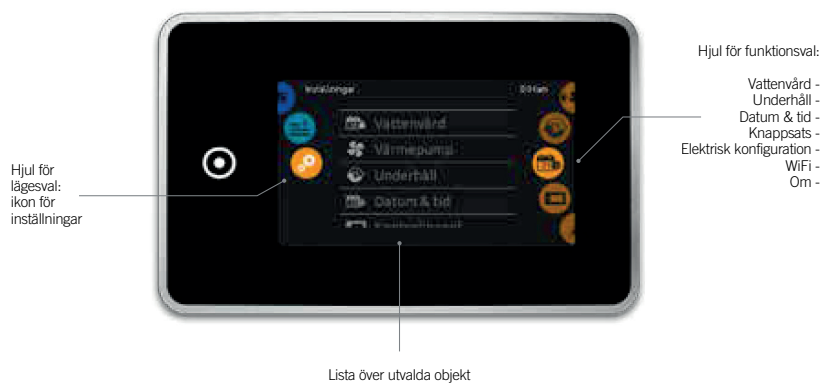 Hjul för funktionsval:
Vattenvård -
Underhåll -
Datum & tid -
Knappsats -
Elektrisk konfiguration -
WiFi -
Om -
Hjul för
lägesval:
ikon för
inställningar
Inställningar
Vattenvård
Värmepump
Underhåll
Datum & tid
Lista över utvalda objekt